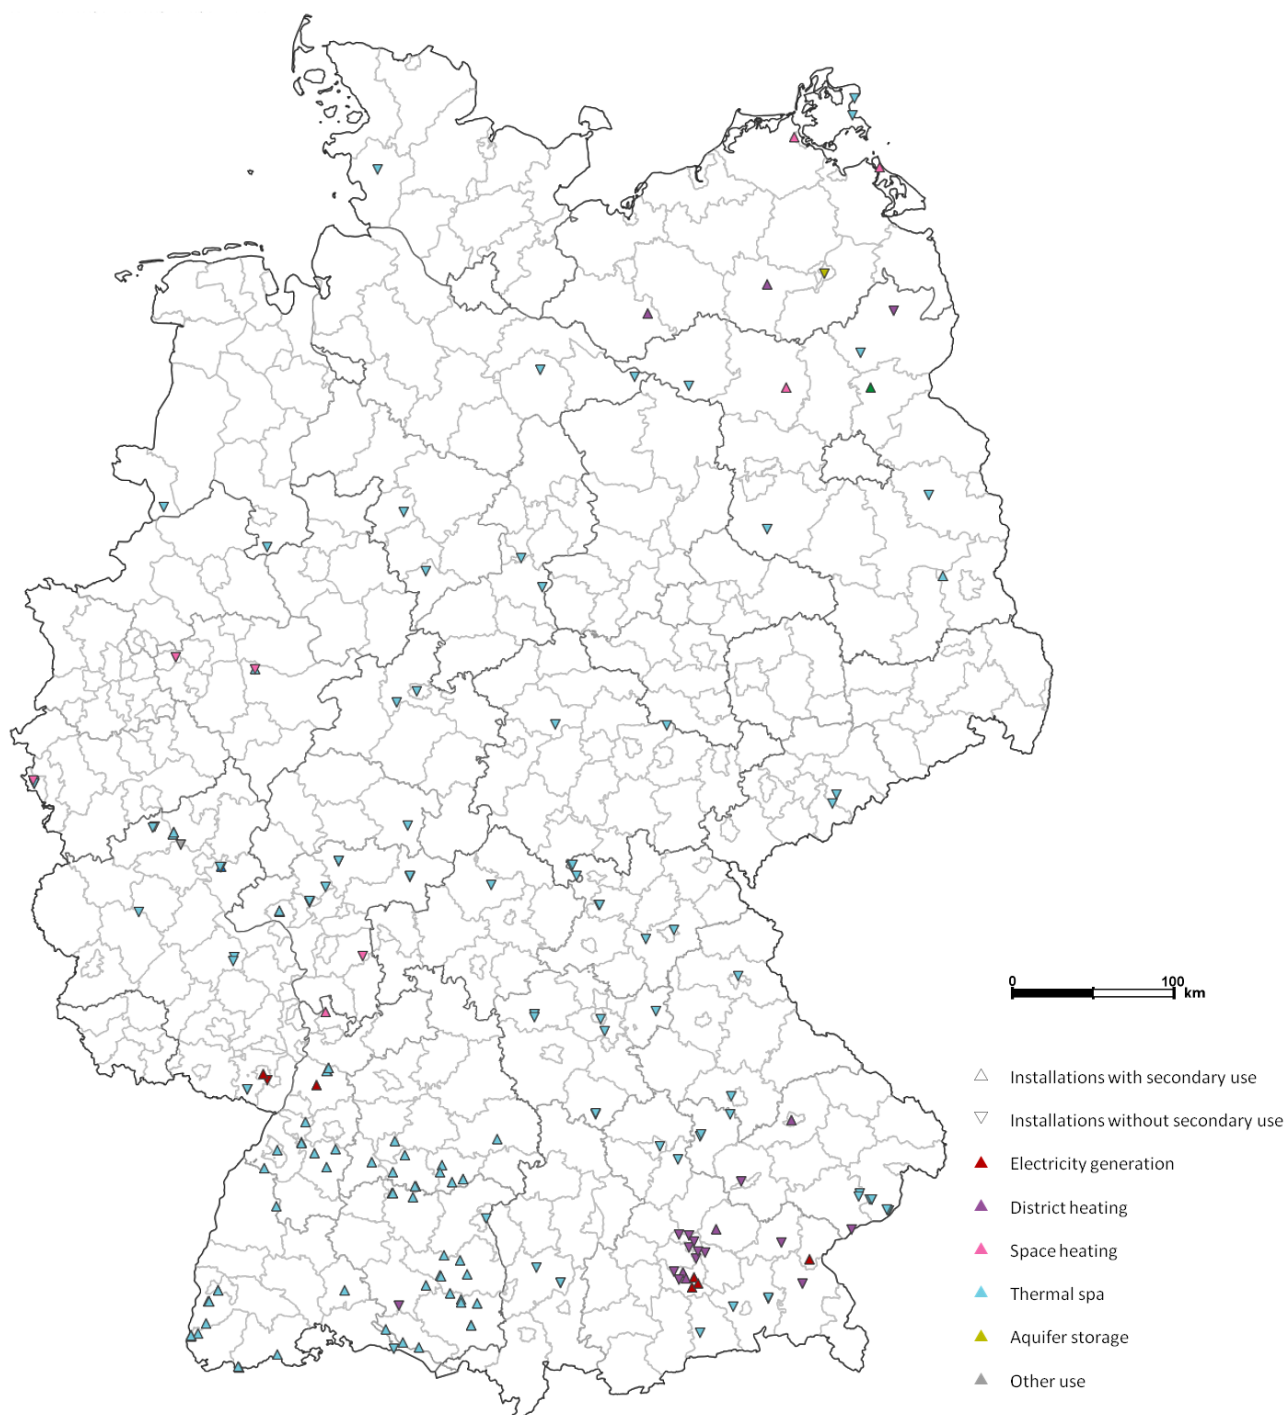 0 100
km
Installations with secondary use
Installations without secondary use
Electricity generation
District heating
Space heating
Thermal spa
Aquifer storage
Other use